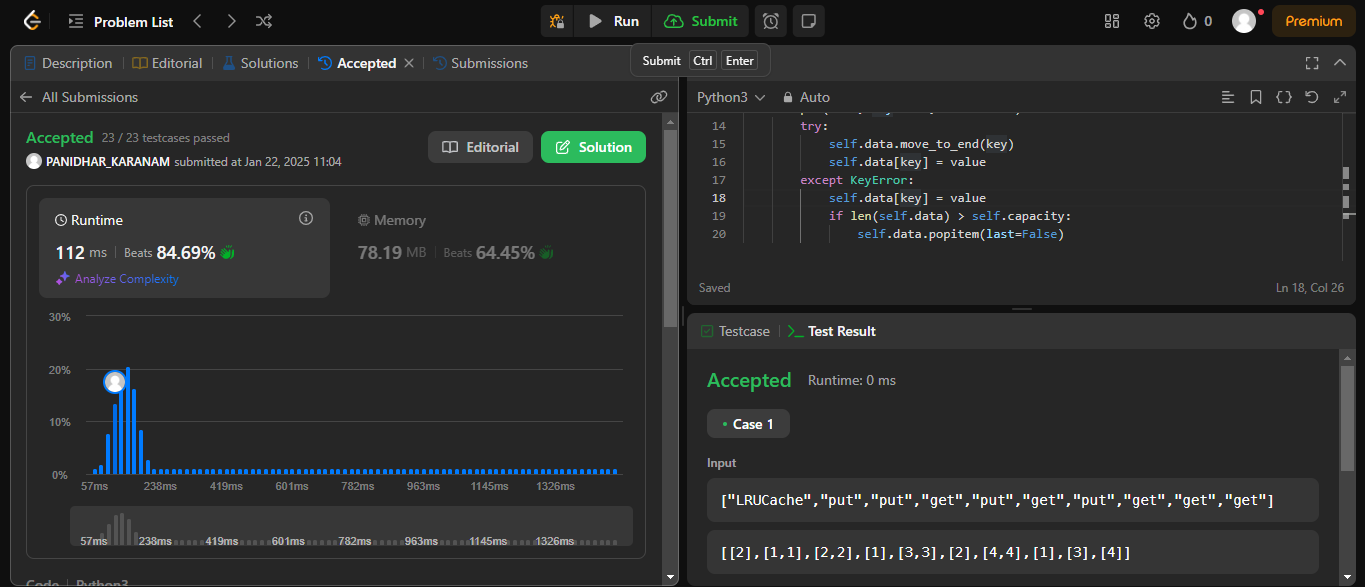 Problem List
Run
Submit
0
Premium
Description
Editorial
Solutions
Accepted
Submissions
Submit Ctrl Enter
All Submissions
Accepted 23 / 23 testcases passed
PANIDHAR_KARANAM submitted at Jan 22, 2025 11:04
Editorial
Solution
Runtime
112 ms Beats 84.69%
Analyze Complexity
Memory
78.19 MB Beats 64.45%
30%
20%
10%
0%
57ms 238ms 419ms 601ms 782ms 963ms 1145ms 1326ms
57ms 238ms 419ms 601ms 782ms 963ms 1145ms 1326ms
Code Python3
Python3 Auto
14 try:
15 self.data.move_to_end(key)
16 self.data[key] = value
17 except KeyError:
18 self.data[key] = value
19 if len(self.data) > self.capacity:
20 self.data.popitem(last=False)
Saved
Ln 18, Col 26
Testcase
Test Result
Accepted Runtime: 0 ms
Case 1
Input
["LRUCache","put","put","get","put","get","put","get","get","get"]
[[2],[1,1],[2,2],[1],[3,3],[2],[4,4],[1],[3],[4]]